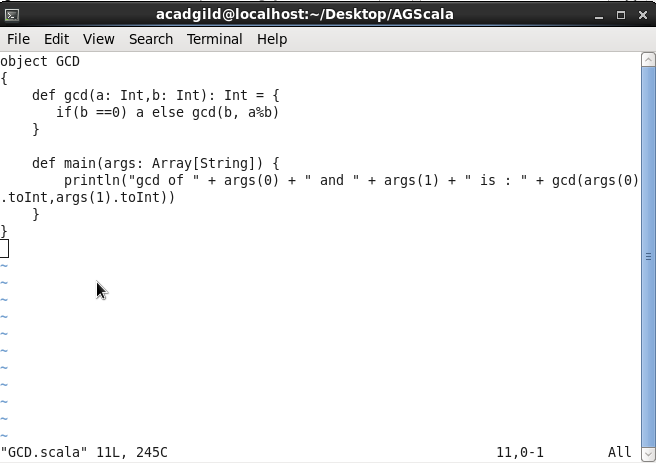 acadgild@localhost:~/Desktop/AGScala
File Edit View Search Terminal Help
object GCD
{
    def gcd(a: Int,b: Int): Int = {
       if(b ==0) a else gcd(b, a%b)
    }

    def main(args: Array[String]) {
        println("gcd of " + args(0) + " and " + args(1) + " is : " + gcd(args(0)
.toInt,args(1).toInt))
    }
}
~
~
~
~
~
~
~
~
~
~
~
"GCD.scala" 11L, 245C 11,0-1 All